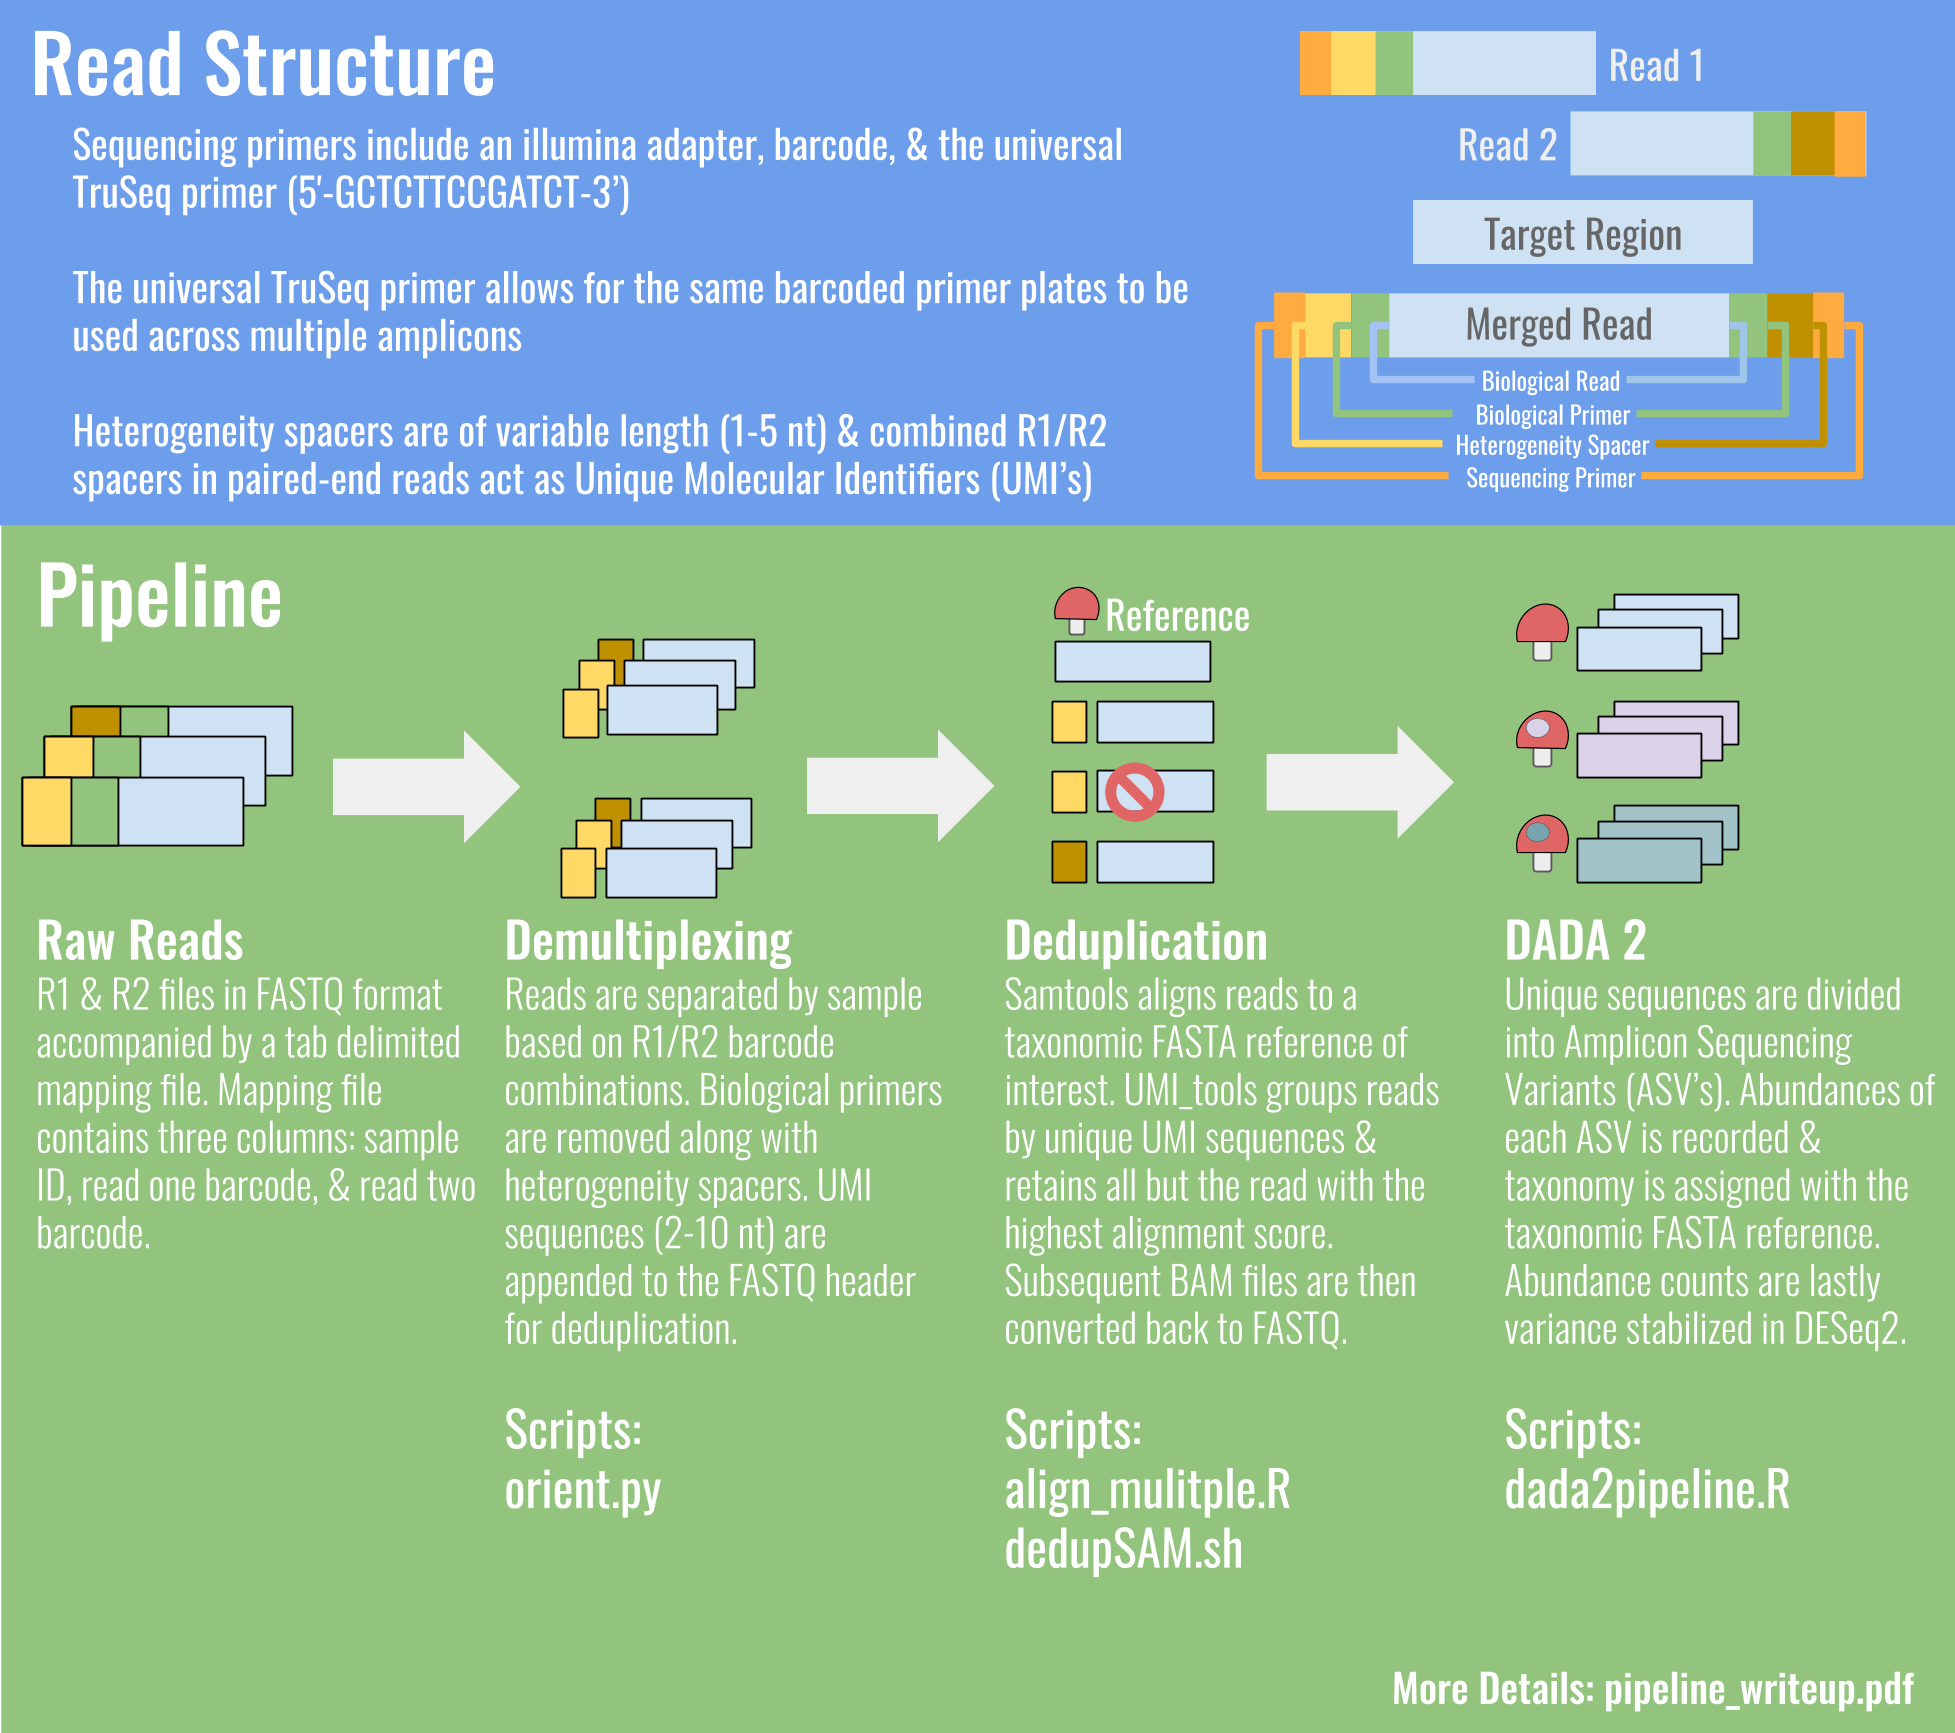 Read Structure
Sequencing primers include an illumina adapter, barcode, & the universal
TruSeq primer (5'-GCTCTTCCGATCT-3’)
The universal TruSeq primer allows for the same barcoded primer plates to be
used across multiple amplicons
Heterogeneity spacers are of variable length (1-5 nt) & combined R1/R2
spacers in paired-end reads act as Unique Molecular Identifiers (UMI’s)
Read 1
Read 2
Target Region
Merged Read
Biological Read
Biological Primer
Heterogeneity Spacer
Sequencing Primer
Pipeline
Reference
Raw Reads
R1 & R2 files in FASTQ format
accompanied by a tab delimited
mapping file. Mapping file
contains three columns: sample
ID, read one barcode, & read two
barcode.
Demultiplexing
Reads are separated by sample
based on R1/R2 barcode
combinations. Biological primers
are removed along with
heterogeneity spacers. UMI
sequences (2-10 nt) are
appended to the FASTQ header
for deduplication.
Scripts:
orient.py
Deduplication
Samtools aligns reads to a
taxonomic FASTA reference of
interest. UMI_tools groups reads
by unique UMI sequences &
retains all but the read with the
highest alignment score.
Subsequent BAM files are then
converted back to FASTQ.
Scripts:
align_mulitple.R
dedupSAM.sh
DADA 2
Unique sequences are divided
into Amplicon Sequencing
Variants (ASV’s). Abundances of
each ASV is recorded &
taxonomy is assigned with the
taxonomic FASTA reference.
Abundance counts are lastly
variance stabilized in DESeq2.
Scripts:
dada2pipeline.R
More Details: pipeline_writeup.pdf